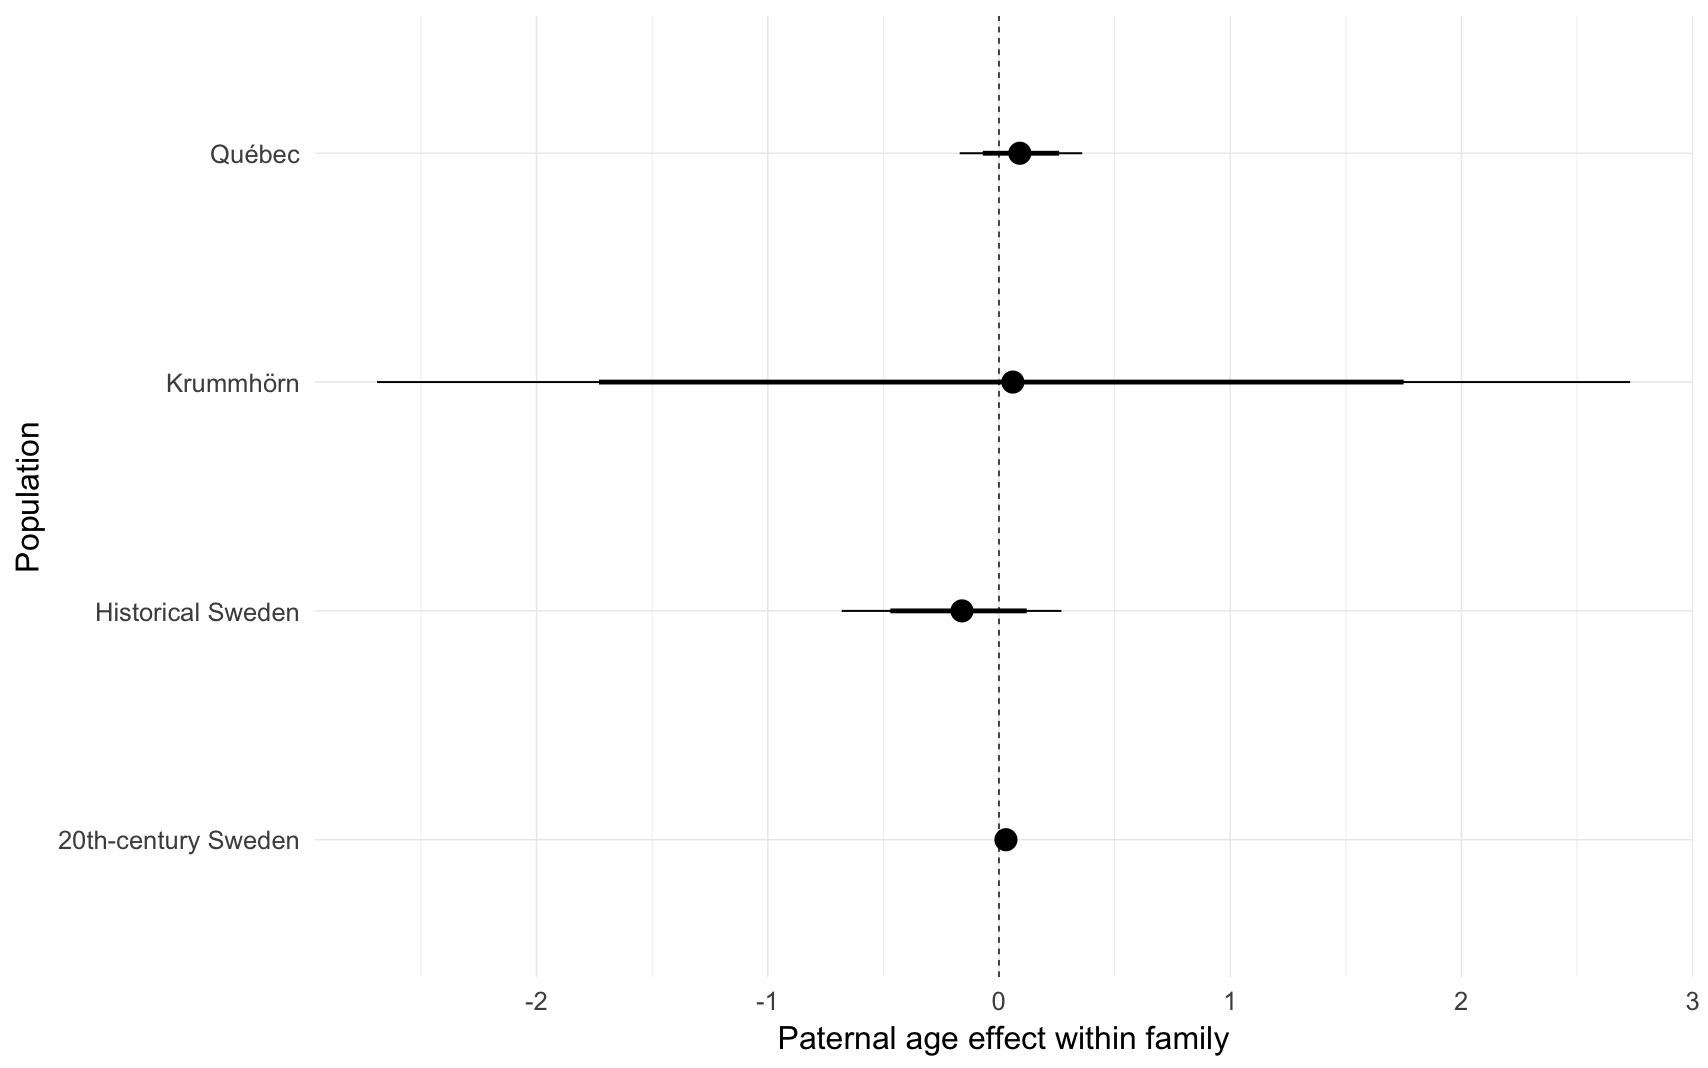 Population
Québec
Krummhörn
Historical Sweden
20th-century Sweden
-2 -1 0 1 2 3
Paternal age effect within family